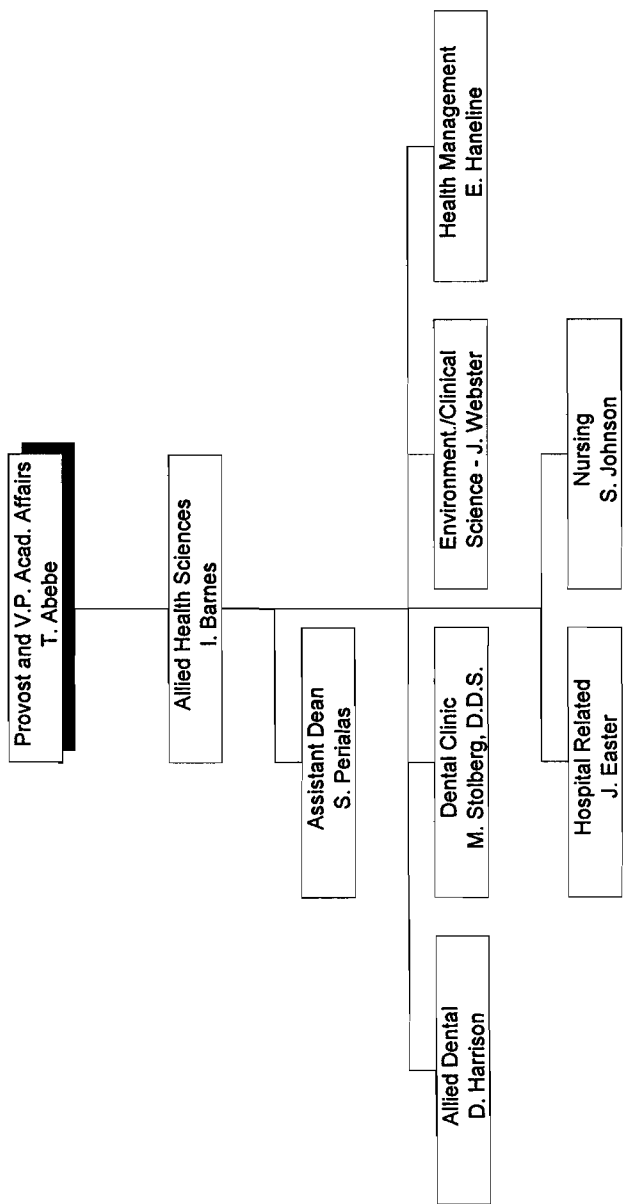 Provost and V.P. Acad. Affairs
T. Abebe
Allied Health Sciences
I. Barnes
Assistant Dean
S. Perialas
Allied Dental
D. Harrison
Dental Clinic
M. Stolberg, D.D.S.
Environment./Clinical
Science - J. Webster
Health Management
E. Haneline
Hospital Related
J. Easter
Nursing
S. Johnson